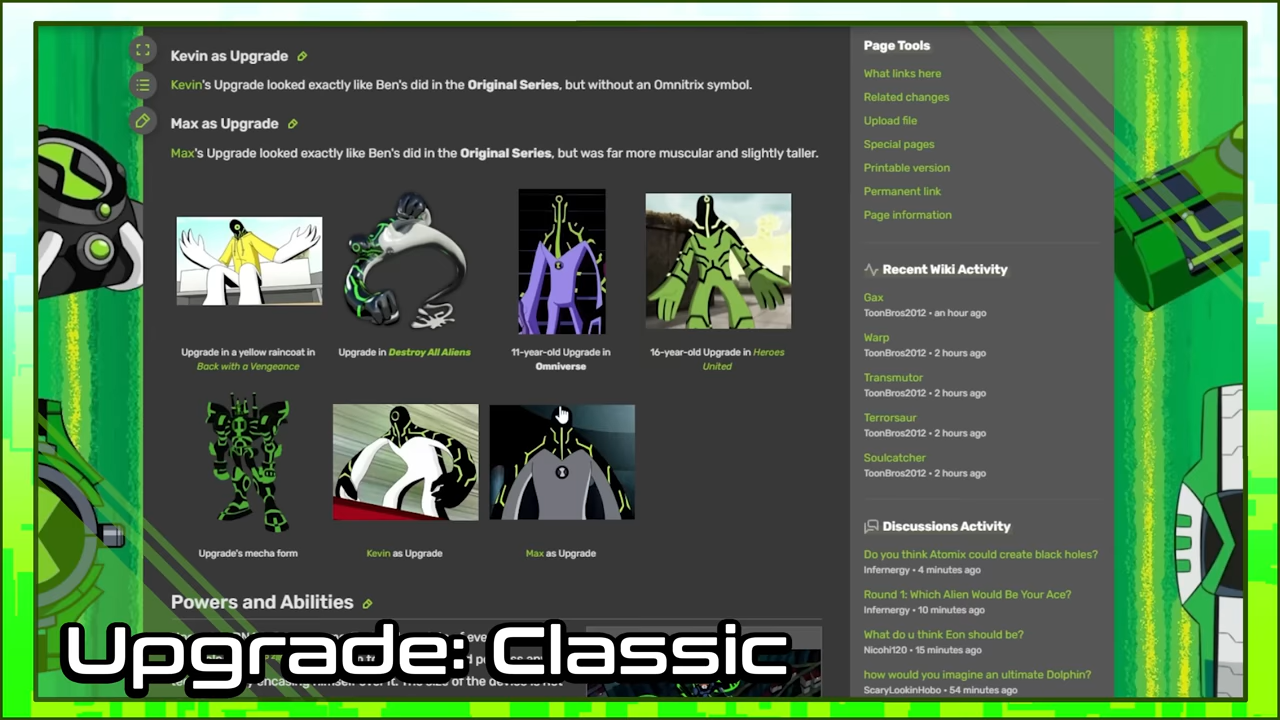 Kevin as Upgrade
Kevin's Upgrade looked exactly like Ben's did in the Original Series, but without an Omnitrix symbol.
Max as Upgrade
Max's Upgrade looked exactly like Ben's did in the Original Series, but was far more muscular and slightly taller.
Upgrade in a yellow raincoat in
Back with a Vengeance
Upgrade in Destroy All Aliens
11-year-old Upgrade in
Omniverse
16-year-old Upgrade in Heroes
United
Upgrade's mecha form
Kevin as Upgrade
Max as Upgrade
Powers and Abilities
Upgrade: Classic
Page Tools
What links here
Related changes
Upload file
Special pages
Printable version
Permanent link
Page information
Recent Wiki Activity
Gax
ToonBros2012 • an hour ago
Warp
ToonBros2012 • 2 hours ago
Transmutor
ToonBros2012 • 2 hours ago
Terrorsaur
ToonBros2012 • 2 hours ago
Soulcatcher
ToonBros2012 • 2 hours ago
Discussions Activity
Do you think Atomix could create black holes?
Infernergy • 4 minutes ago
Round 1: Which Alien Would Be Your Ace?
Infernergy • 10 minutes ago
What do u think Eon should be?
Nicohi120 • 15 minutes ago
how would you imagine an ultimate Dolphin?
ScaryLookinHobo • 54 minutes ago